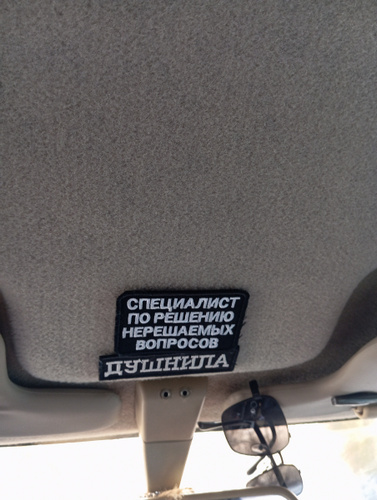 СПЕЦИАЛИСТ
ПО РЕШЕНИЮ
НЕРЕШАЕМЫХ
ВОПРОСОВ
ДУШНИЛА